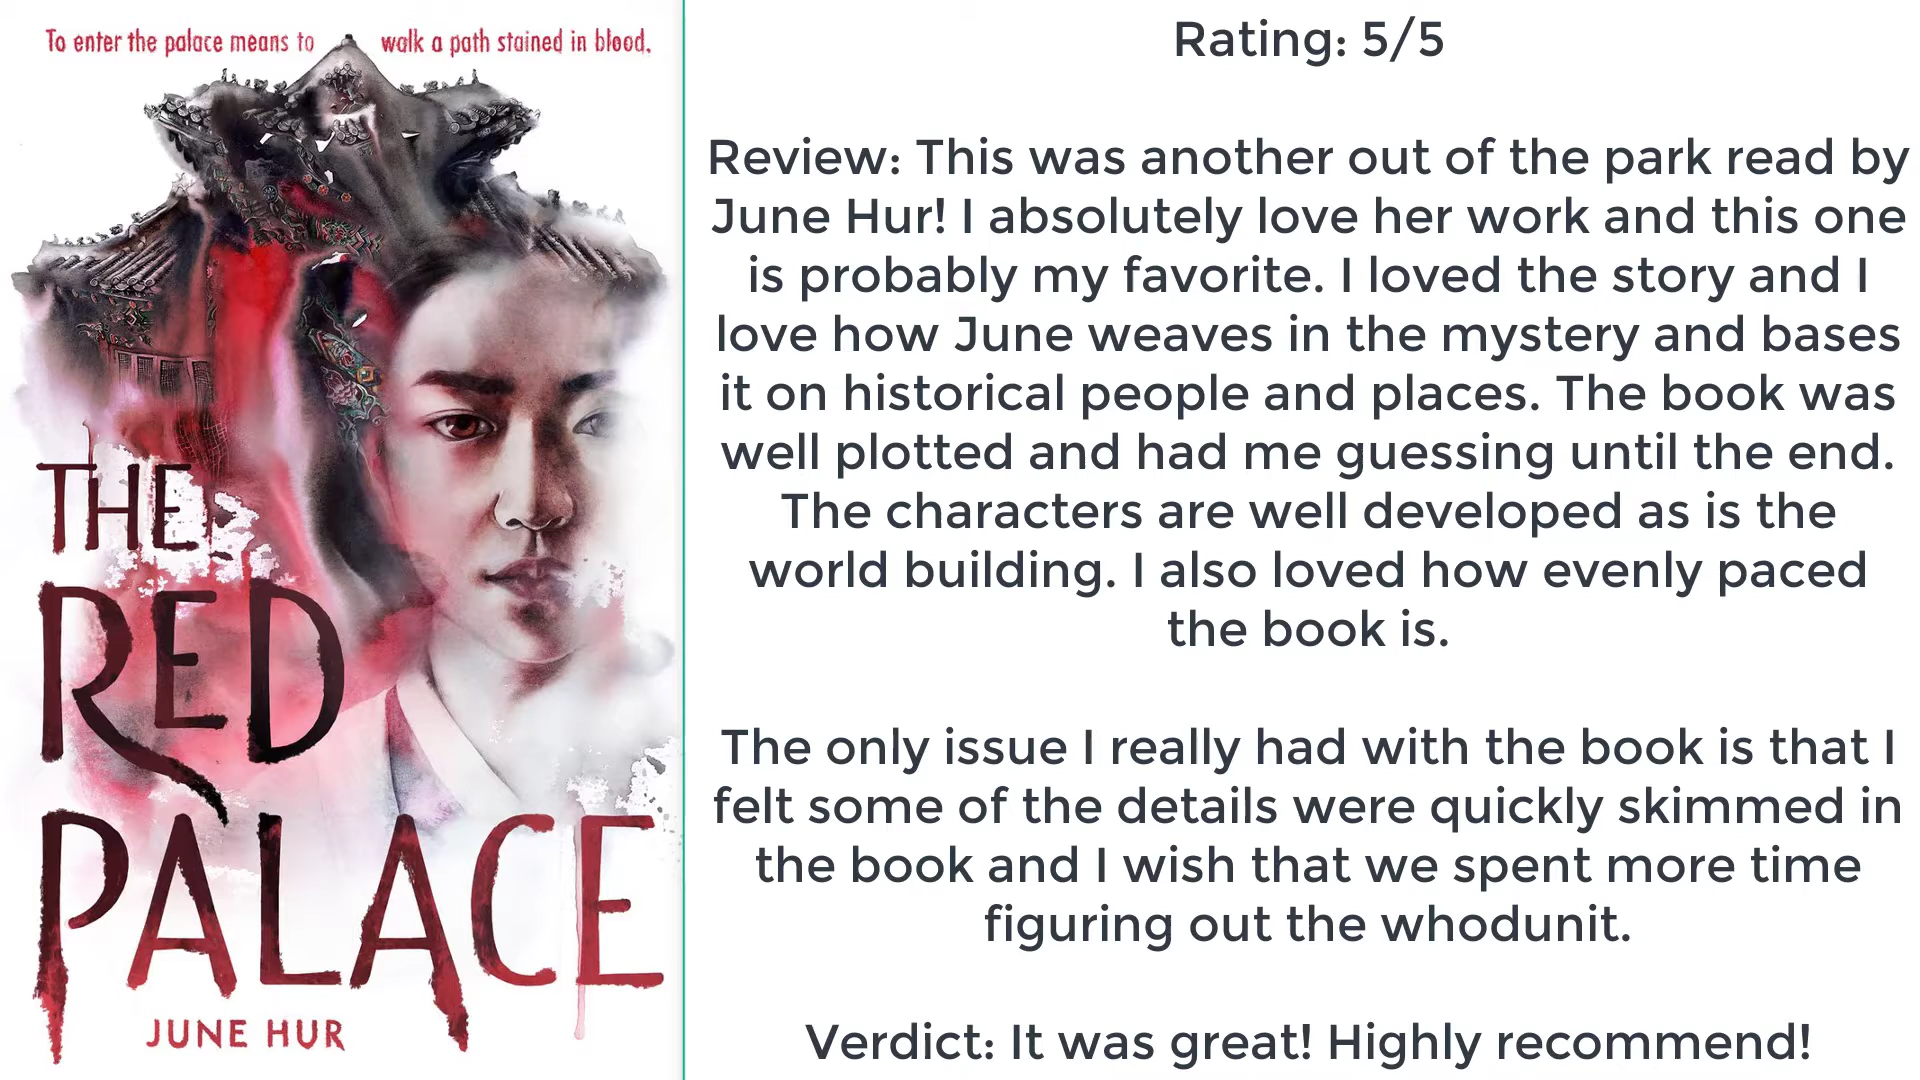 To enter the palace means to walk a path stained in blood.
THE
RED
PALACE
JUNE HUR
Rating: 5/5
Review: This was another out of the park read by
June Hur! I absolutely love her work and this one
is probably my favorite. I loved the story and I
love how June weaves in the mystery and bases
it on historical people and places. The book was
well plotted and had me guessing until the end.
The characters are well developed as is the
world building. I also loved how evenly paced
the book is.
The only issue I really had with the book is that I
felt some of the details were quickly skimmed in
the book and I wish that we spent more time
figuring out the whodunit.
Verdict: It was great! Highly recommend!